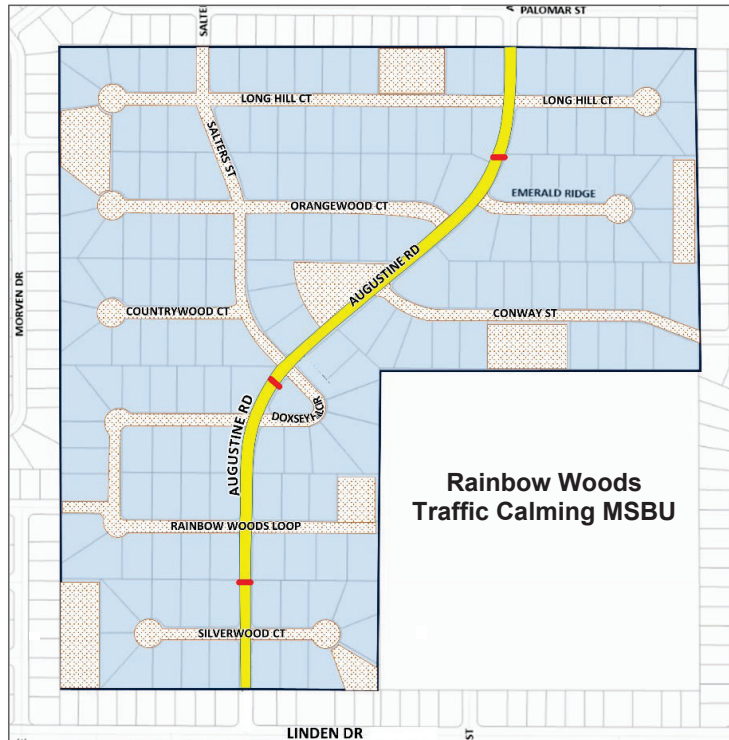 SALTE
A
PALOMAR ST
LONG HILL CT
LONG HILL CT
SALTERS ST
EMERALD RIDGE
ORANGEWOOD CT
AUGUSTINE RD
MORVEN DR
COUNTRYWOOD CT
CONWAY ST
AUGUSTINE RD
Rainbow Woods
Traffic Calming MSBU
RAINBOW WOODS LOOP
SILVERWOOD CT
LINDEN DR
ST